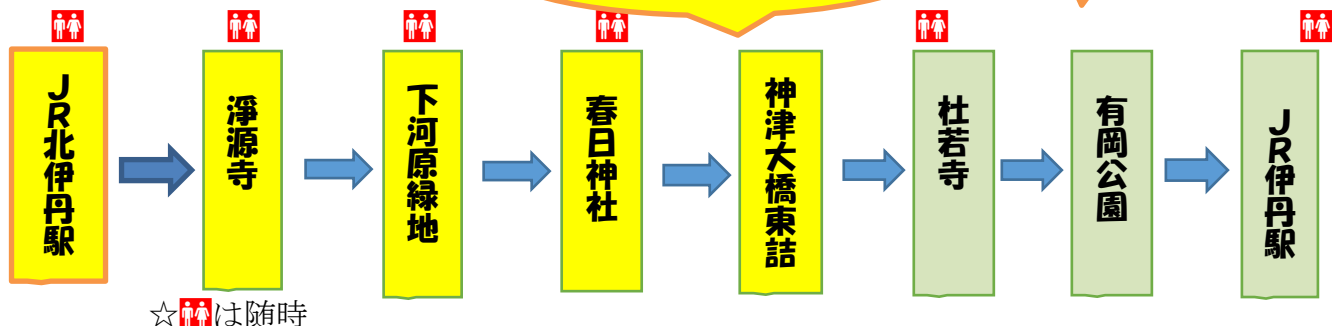 JR北伊丹駅
淨源寺
下河原緑地
春日神社
神津大橋東詰
杜若寺
有岡公園
JR伊丹駅
☆🚻は随時